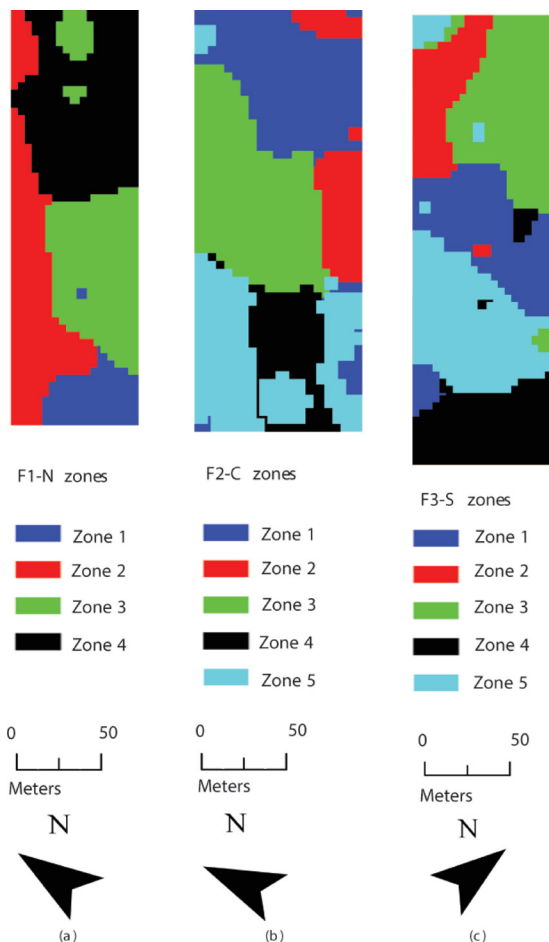 F1-N zones
Zone 1
Zone 2
Zone 3
Zone 4
0 50
Meters
N
(a)
F2-C zones
Zone 1
Zone 2
Zone 3
Zone 4
Zone 5
0 50
Meters
N
(b)
F3-S zones
Zone 1
Zone 2
Zone 3
Zone 4
Zone 5
0 50
Meters
N
(c)